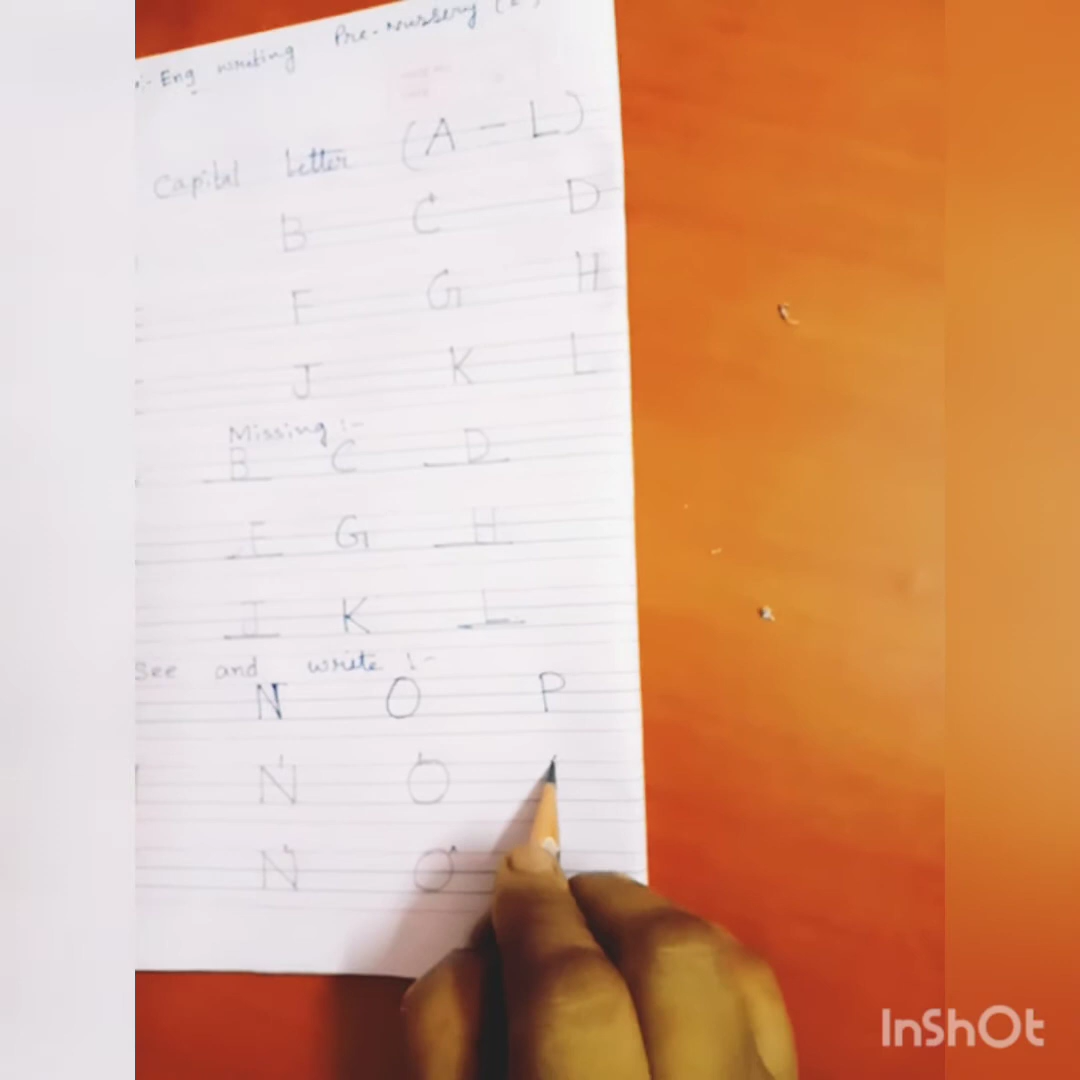 Eng writing Pre-Nursery
Capital Letter (A - L)
B C D
F G H
J K L
Missing :-
B C D
F G H
J K L
See and write :-
N O P
N O
N O
InShOt